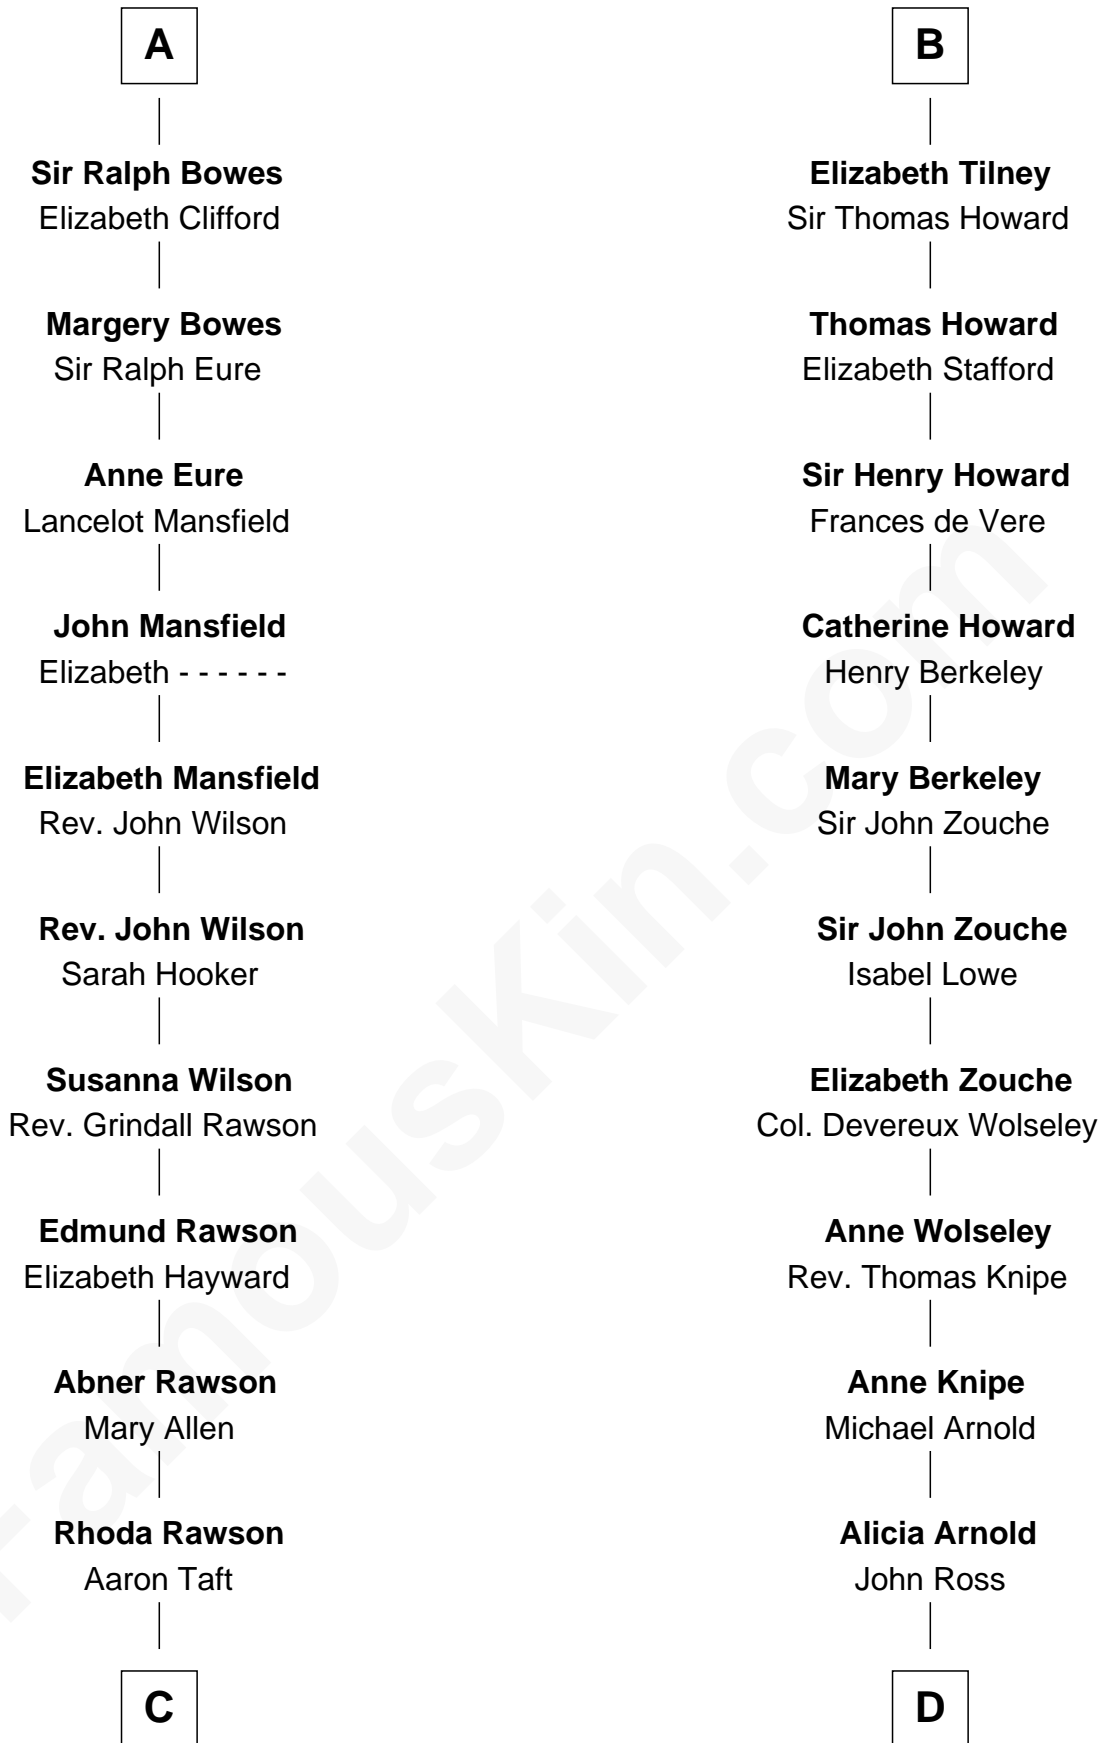 A
Sir Ralph Bowes
Elizabeth Clifford
Margery Bowes
Sir Ralph Eure
Anne Eure
Lancelot Mansfield
John Mansfield
Elizabeth - - - - - -
Elizabeth Mansfield
Rev. John Wilson
Rev. John Wilson
Sarah Hooker
Susanna Wilson
Rev. Grindall Rawson
Edmund Rawson
Elizabeth Hayward
Abner Rawson
Mary Allen
Rhoda Rawson
Aaron Taft
C
B
Elizabeth Tilney
Sir Thomas Howard
Thomas Howard
Elizabeth Stafford
Sir Henry Howard
Frances de Vere
Catherine Howard
Henry Berkeley
Mary Berkeley
Sir John Zouche
Sir John Zouche
Isabel Lowe
Elizabeth Zouche
Col. Devereux Wolseley
Anne Wolseley
Rev. Thomas Knipe
Anne Knipe
Michael Arnold
Alicia Arnold
John Ross
D
FamousKin.com